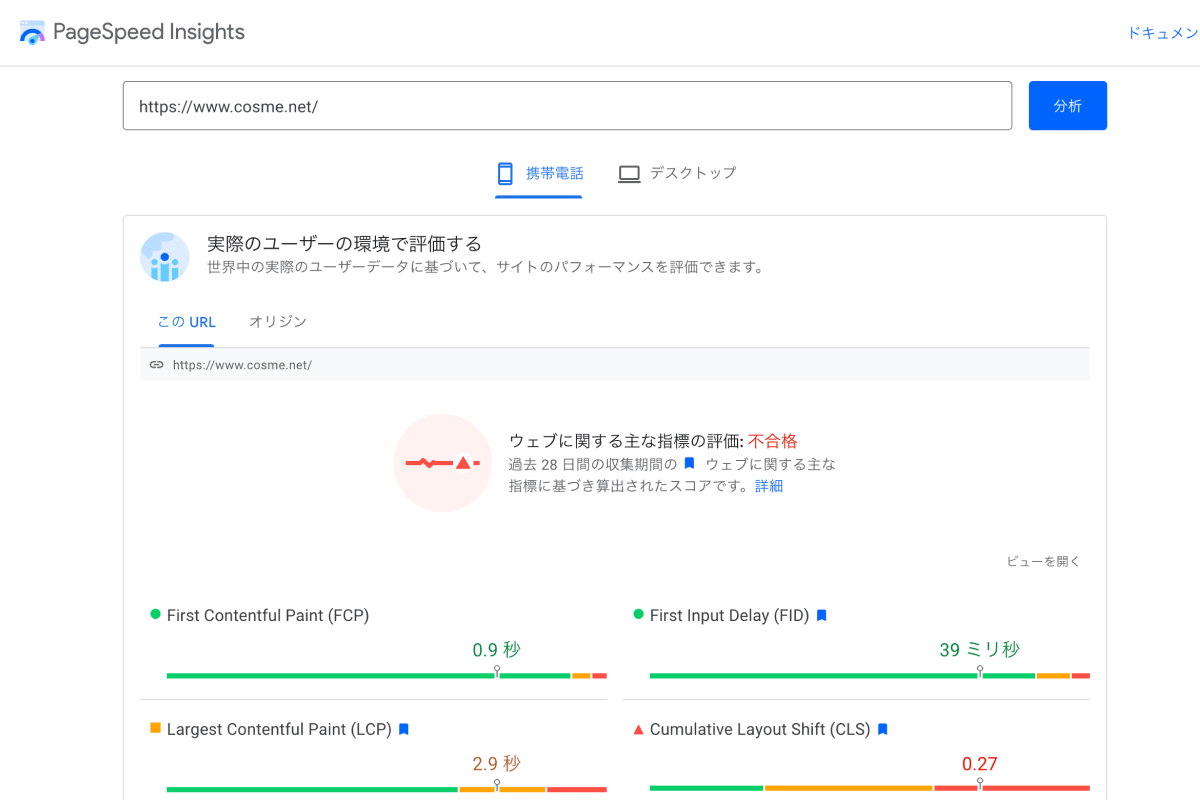 PageSpeed Insights
ドキュメン
https://www.cosme.net/
分析
携帯電話
デスクトップ
実際のユーザーの環境で評価する
世界中の実際のユーザーデータに基づいて、サイトのパフォーマンスを評価できます。
この URL
オリジン
https://www.cosme.net/
ウェブに関する主な指標の評価: 不合格
過去 28 日間の収集期間の ウェブに関する主な
指標に基づき算出されたスコアです。詳細
ビューを開く
First Contentful Paint (FCP)
0.9 秒
First Input Delay (FID)
39 ミリ秒
Largest Contentful Paint (LCP)
2.9 秒
Cumulative Layout Shift (CLS)
0.27